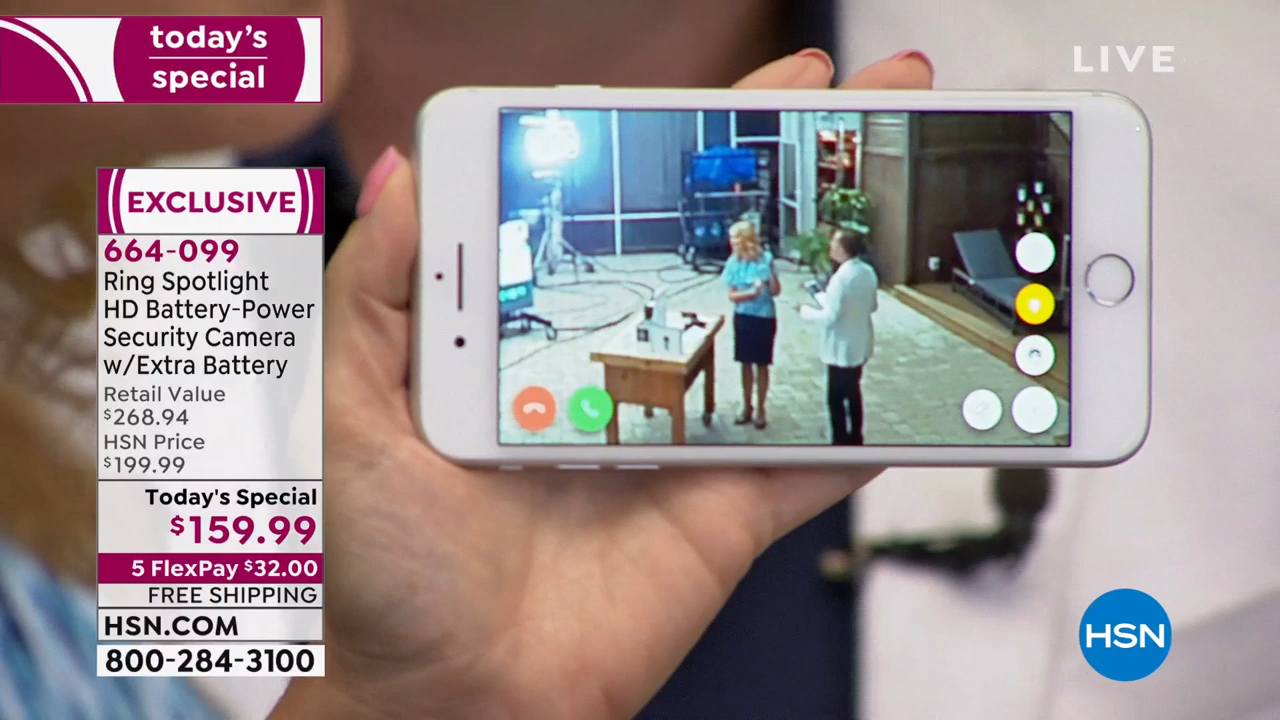 today's
special
LIVE
EXCLUSIVE
664-099
Ring Spotlight
HD Battery-Power
Security Camera
w/Extra Battery
Retail Value
$268.94
HSN Price
$199.99
Today's Special
$159.99
5 FlexPay $32.00
FREE SHIPPING
HSN.COM
800-284-3100
HSN